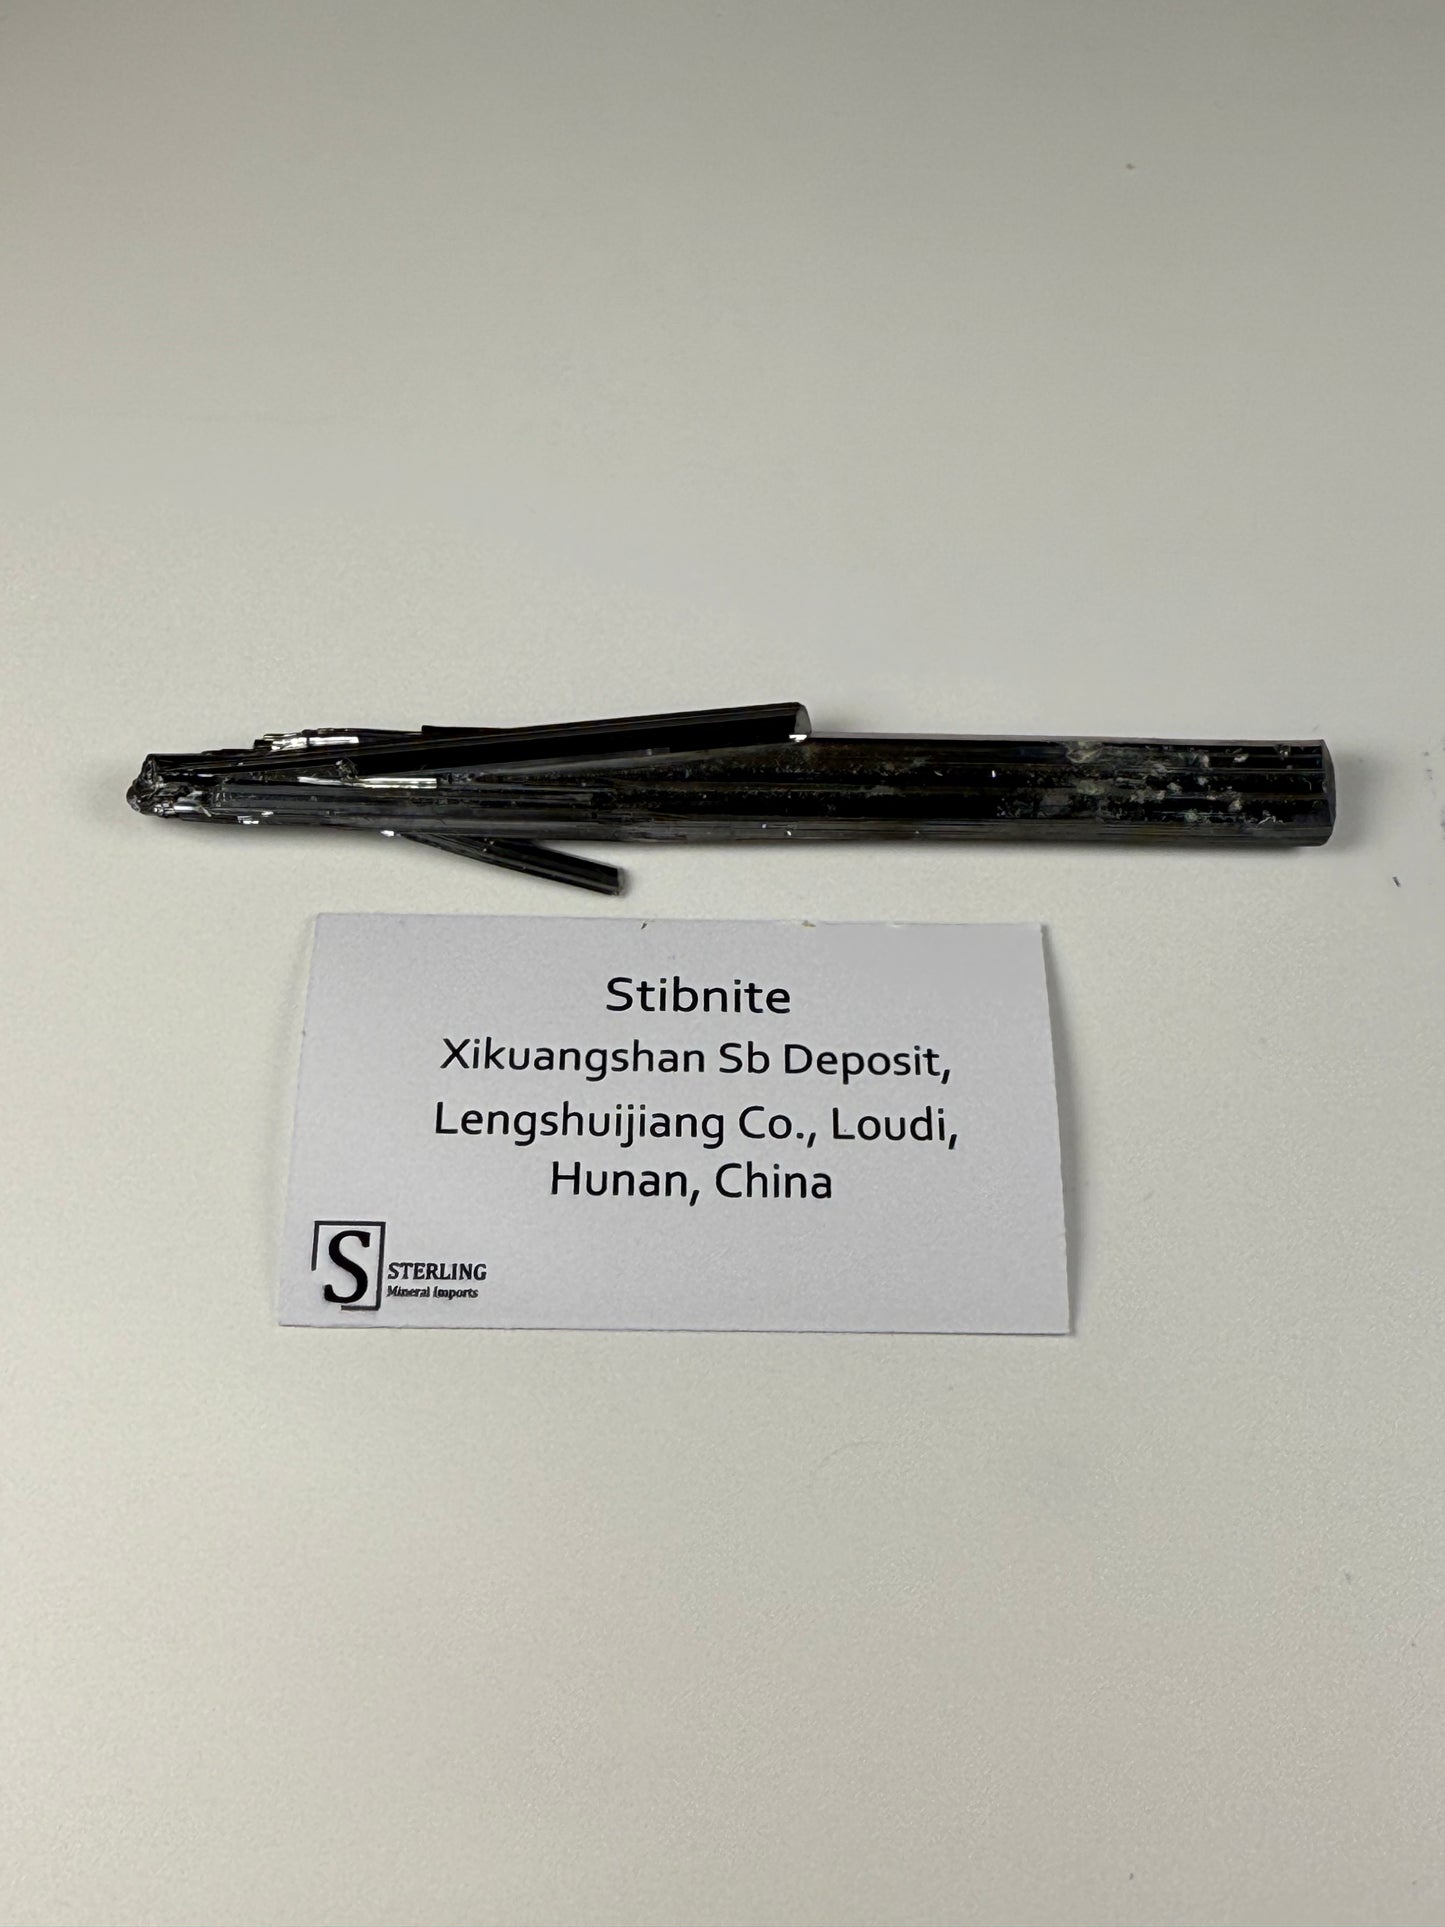 Stibnite
Xikuangshan Sb Deposit,
Lengshuijiang Co., Loudi,
Hunan, China
S
STERLING
Mineral Imports